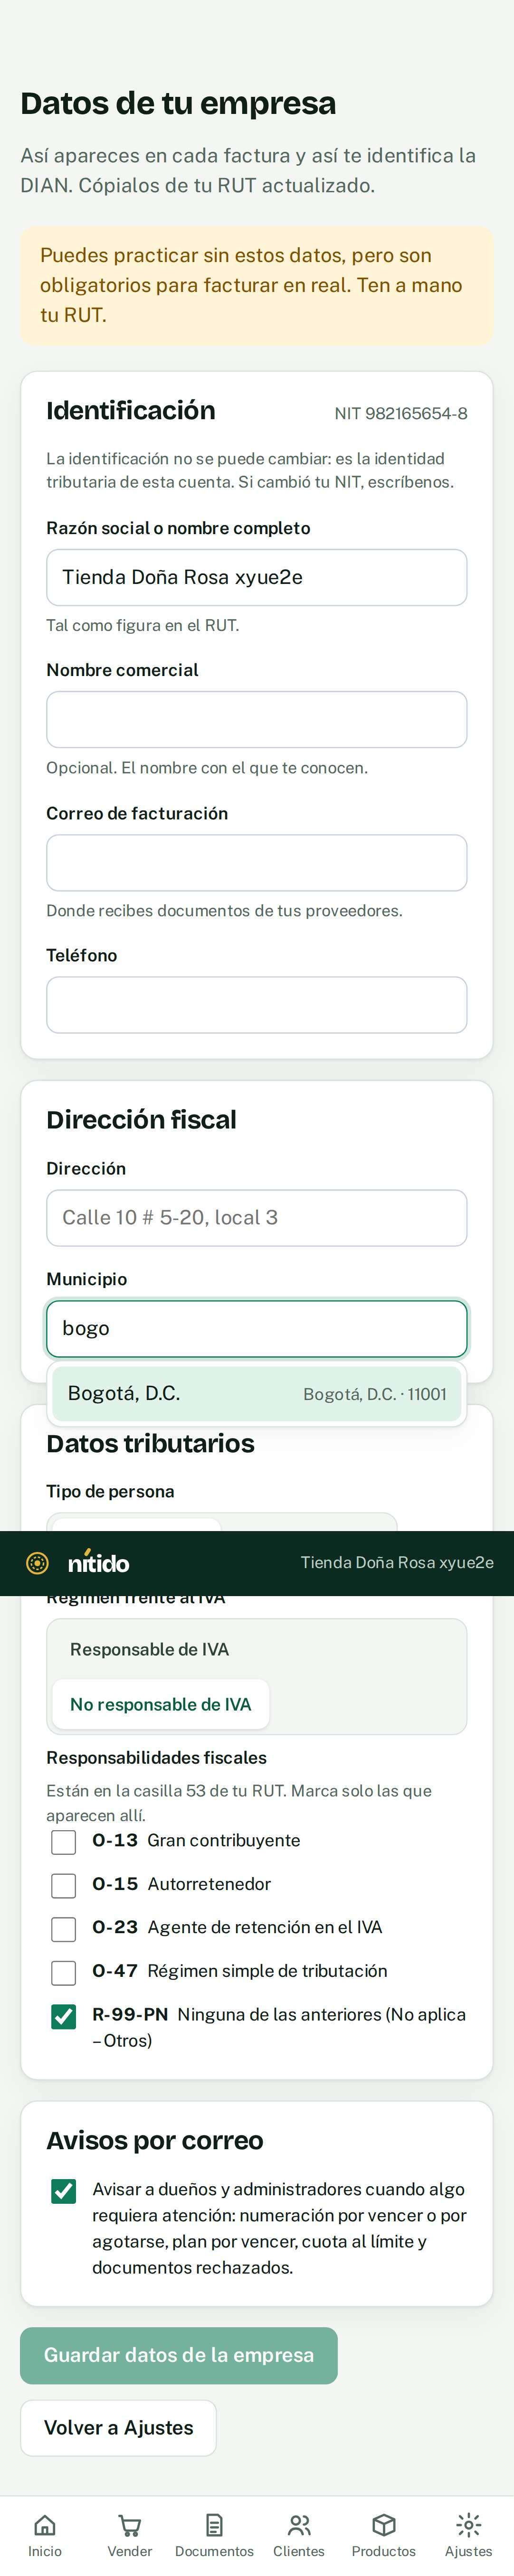 Datos de tu empresa
Así apareces en cada factura y así te identifica la
DIAN. Cópialos de tu RUT actualizado.
Puedes practicar sin estos datos, pero son
obligatorios para facturar en real. Ten a mano
tu RUT.
Identificación
NIT 982165654-8
La identificación no se puede cambiar: es la identidad
tributaria de esta cuenta. Si cambió tu NIT, escríbenos.
Razón social o nombre completo
Tienda Doña Rosa xyue2e
Tal como figura en el RUT.
Nombre comercial
Opcional. El nombre con el que te conocen.
Correo de facturación
Donde recibes documentos de tus proveedores.
Teléfono
Dirección fiscal
Dirección
Calle 10 # 5-20, local 3
Municipio
bogo
Bogotá, D.C.
Bogotá, D.C. · 11001
Datos tributarios
Tipo de persona
nítido
Tienda Doña Rosa xyue2e
Régimen frente al IVA
Responsable de IVA
No responsable de IVA
Responsabilidades fiscales
Están en la casilla 53 de tu RUT. Marca solo las que
aparecen allí.
O-13 Gran contribuyente
O-15 Autorretenedor
O-23 Agente de retención en el IVA
O-47 Régimen simple de tributación
R-99-PN Ninguna de las anteriores (No aplica
– Otros)
Avisos por correo
Avisar a dueños y administradores cuando algo
requiera atención: numeración por vencer o por
agotarse, plan por vencer, cuota al límite y
documentos rechazados.
Guardar datos de la empresa
Volver a Ajustes
Inicio
Vender
Documentos
Clientes
Productos
Ajustes